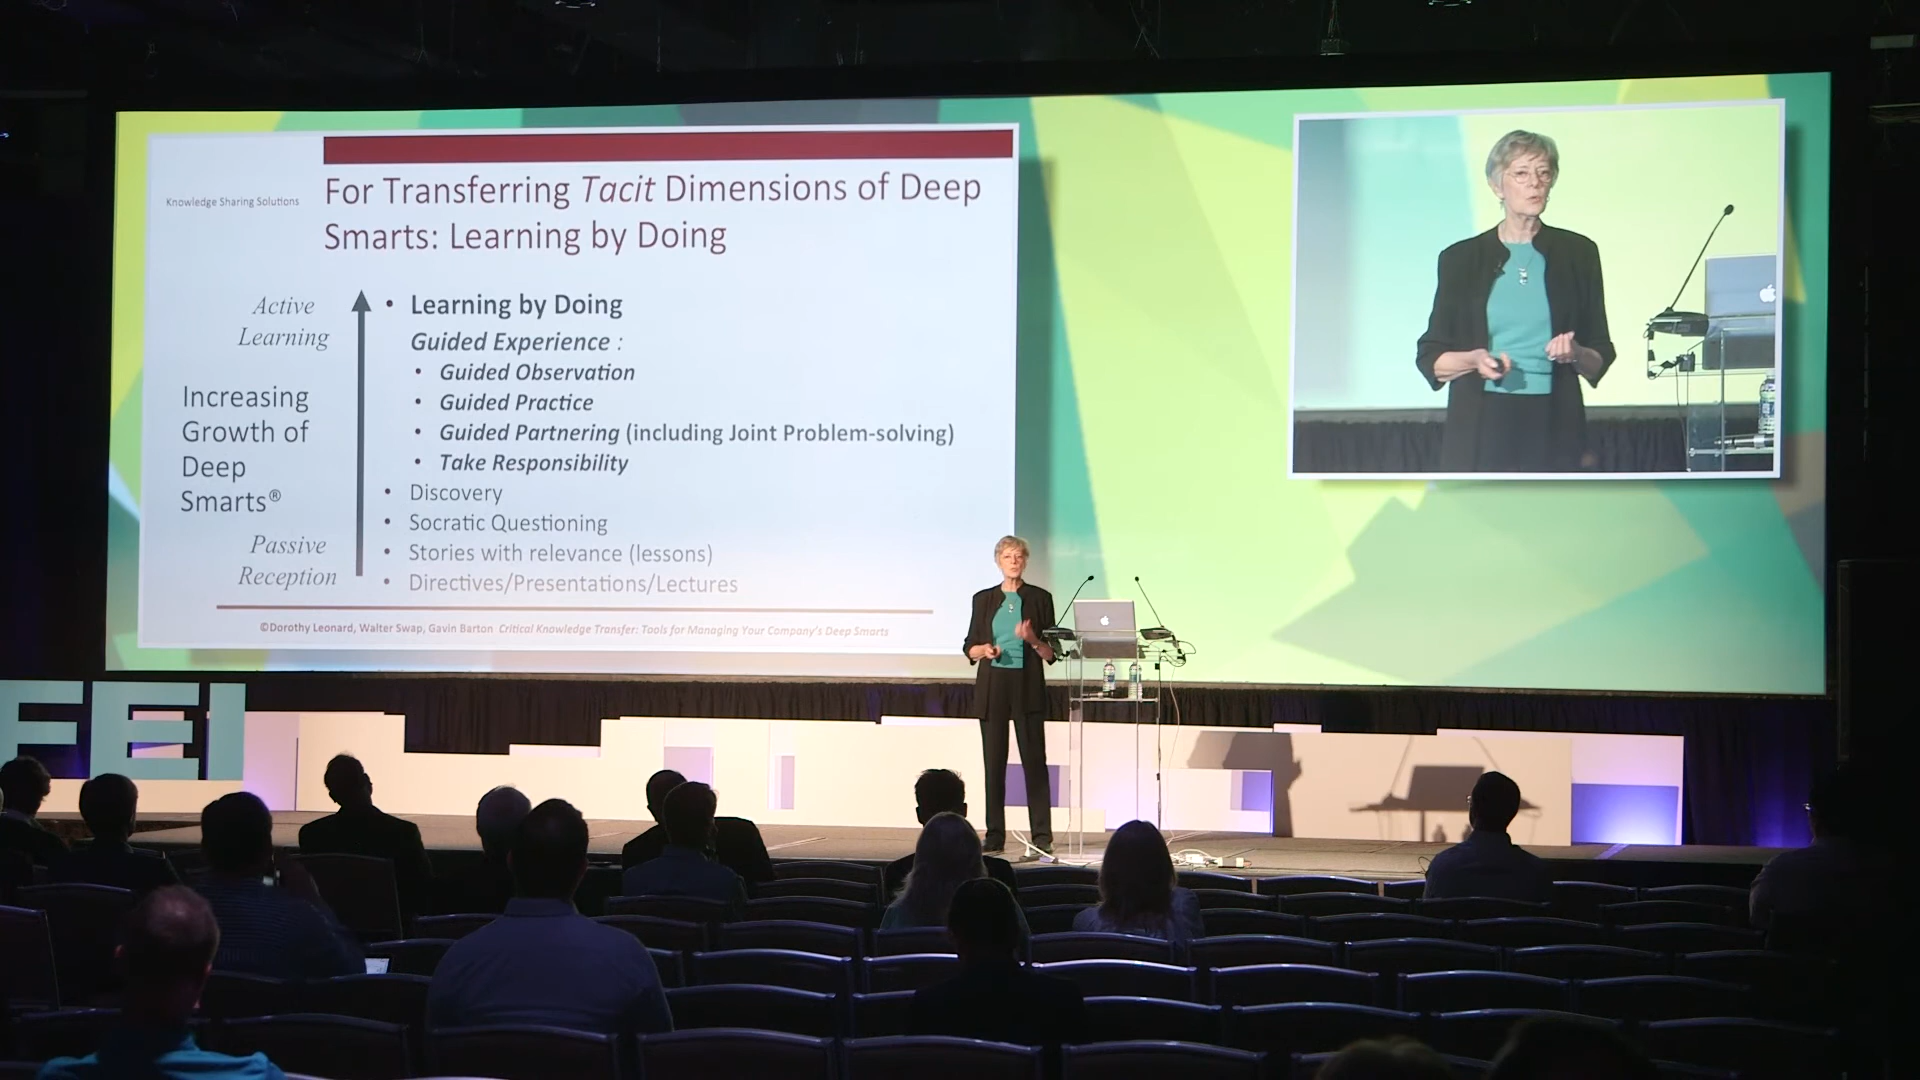 Knowledge Sharing Solutions
For Transferring Tacit Dimensions of Deep
Smarts: Learning by Doing
Active
Learning
Increasing
Growth of
Deep
Smarts®
Passive
Reception
• Learning by Doing
Guided Experience :
• Guided Observation
• Guided Practice
• Guided Partnering (including Joint Problem-solving)
• Take Responsibility
• Discovery
• Socratic Questioning
• Stories with relevance (lessons)
• Directives/Presentations/Lectures
©Dorothy Leonard, Walter Swap, Gavin Barton Critical Knowledge Transfer: Tools for Managing Your Company's Deep Smarts
FEI